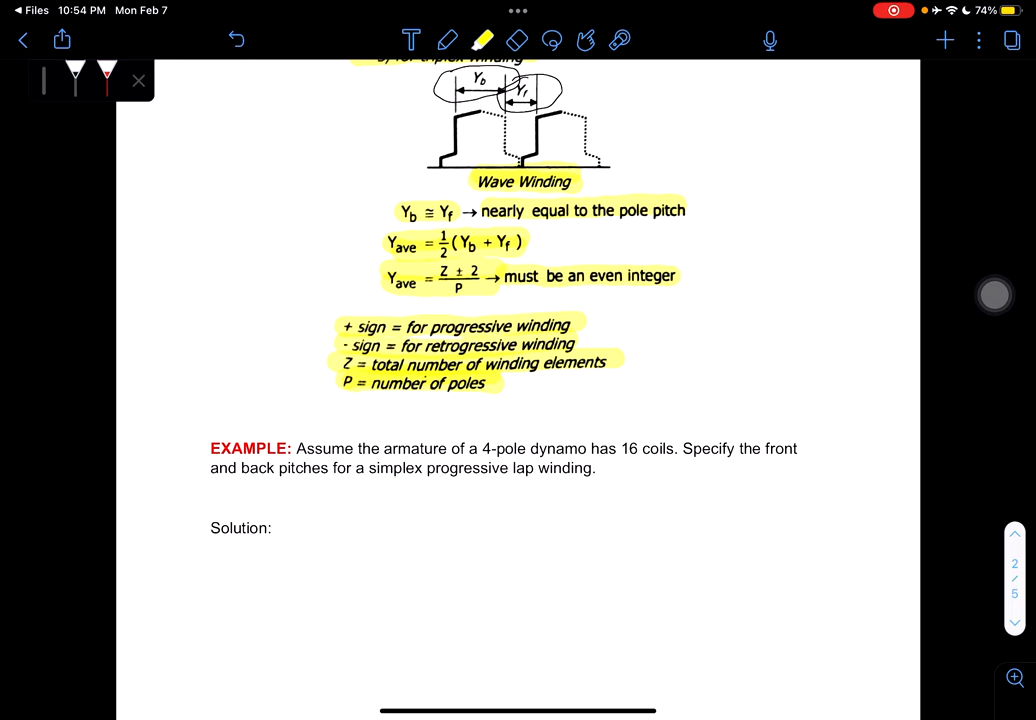 Files 10:54 PM Mon Feb 7
74%
Yb
Yf
Wave Winding
Yb ≅ Yf → nearly equal to the pole pitch
Yave = 1/2 ( Yb + Yf )
Yave = Z ± 2 / P → must be an even integer
+ sign = for progressive winding
- sign = for retrogressive winding
Z = total number of winding elements
P = number of poles
EXAMPLE: Assume the armature of a 4-pole dynamo has 16 coils. Specify the front
and back pitches for a simplex progressive lap winding.
Solution:
2
/
5